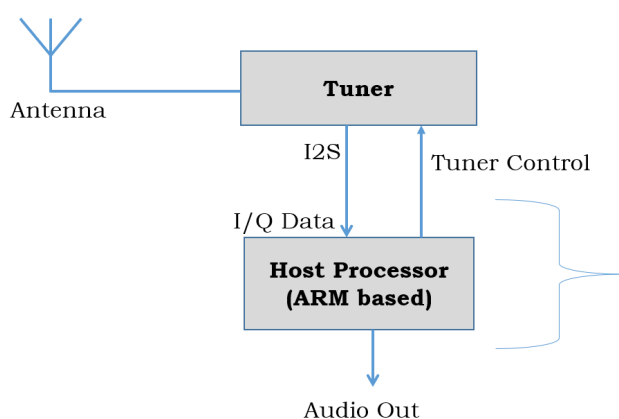 Tuner
Antenna
I2S
Tuner Control
I/Q Data
Host Processor
(ARM based)
Audio Out